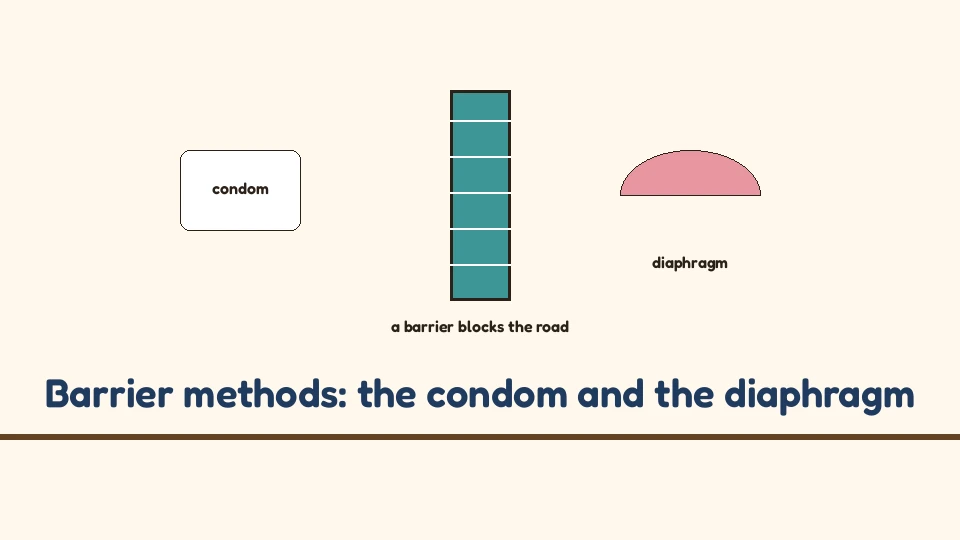 condom
diaphragm
a barrier blocks the road
Barrier methods: the condom and the diaphragm